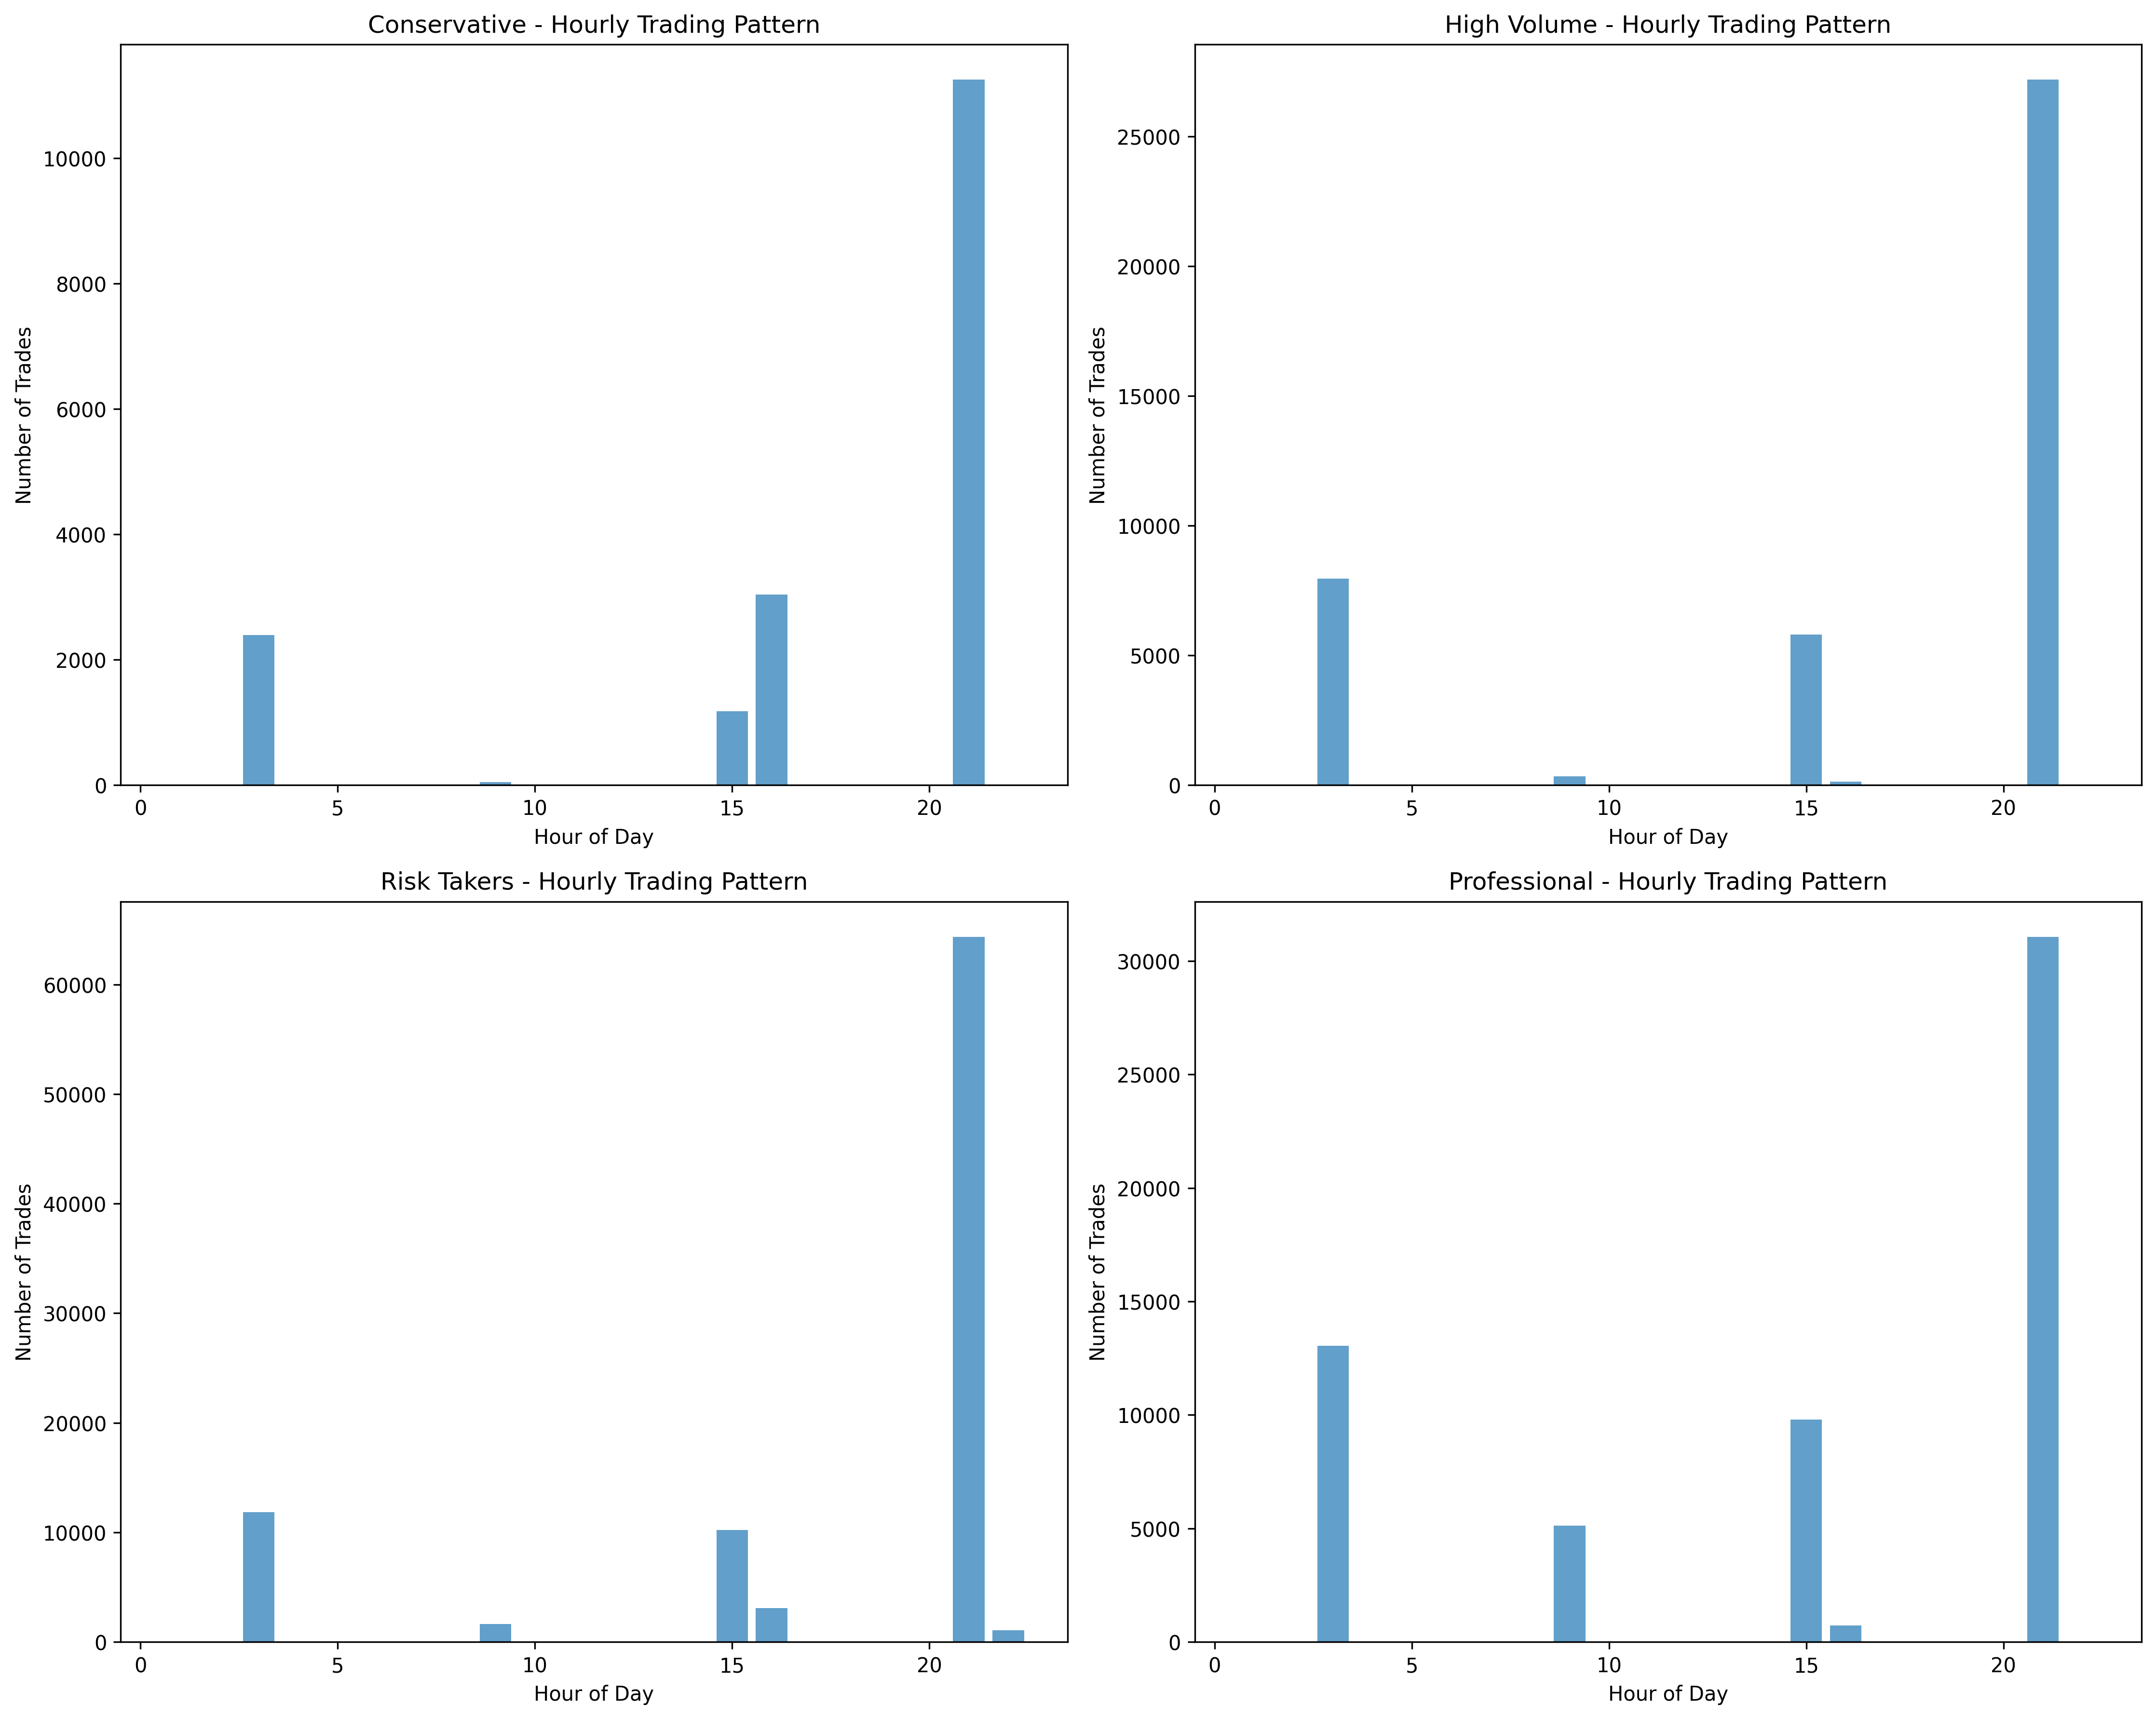 Conservative - Hourly Trading Pattern
Number of Trades
10000
8000
6000
4000
2000
0
0 5 10 15 20
Hour of Day
High Volume - Hourly Trading Pattern
Number of Trades
25000
20000
15000
10000
5000
0
0 5 10 15 20
Hour of Day
Risk Takers - Hourly Trading Pattern
Number of Trades
60000
50000
40000
30000
20000
10000
0
0 5 10 15 20
Hour of Day
Professional - Hourly Trading Pattern
Number of Trades
30000
25000
20000
15000
10000
5000
0
0 5 10 15 20
Hour of Day